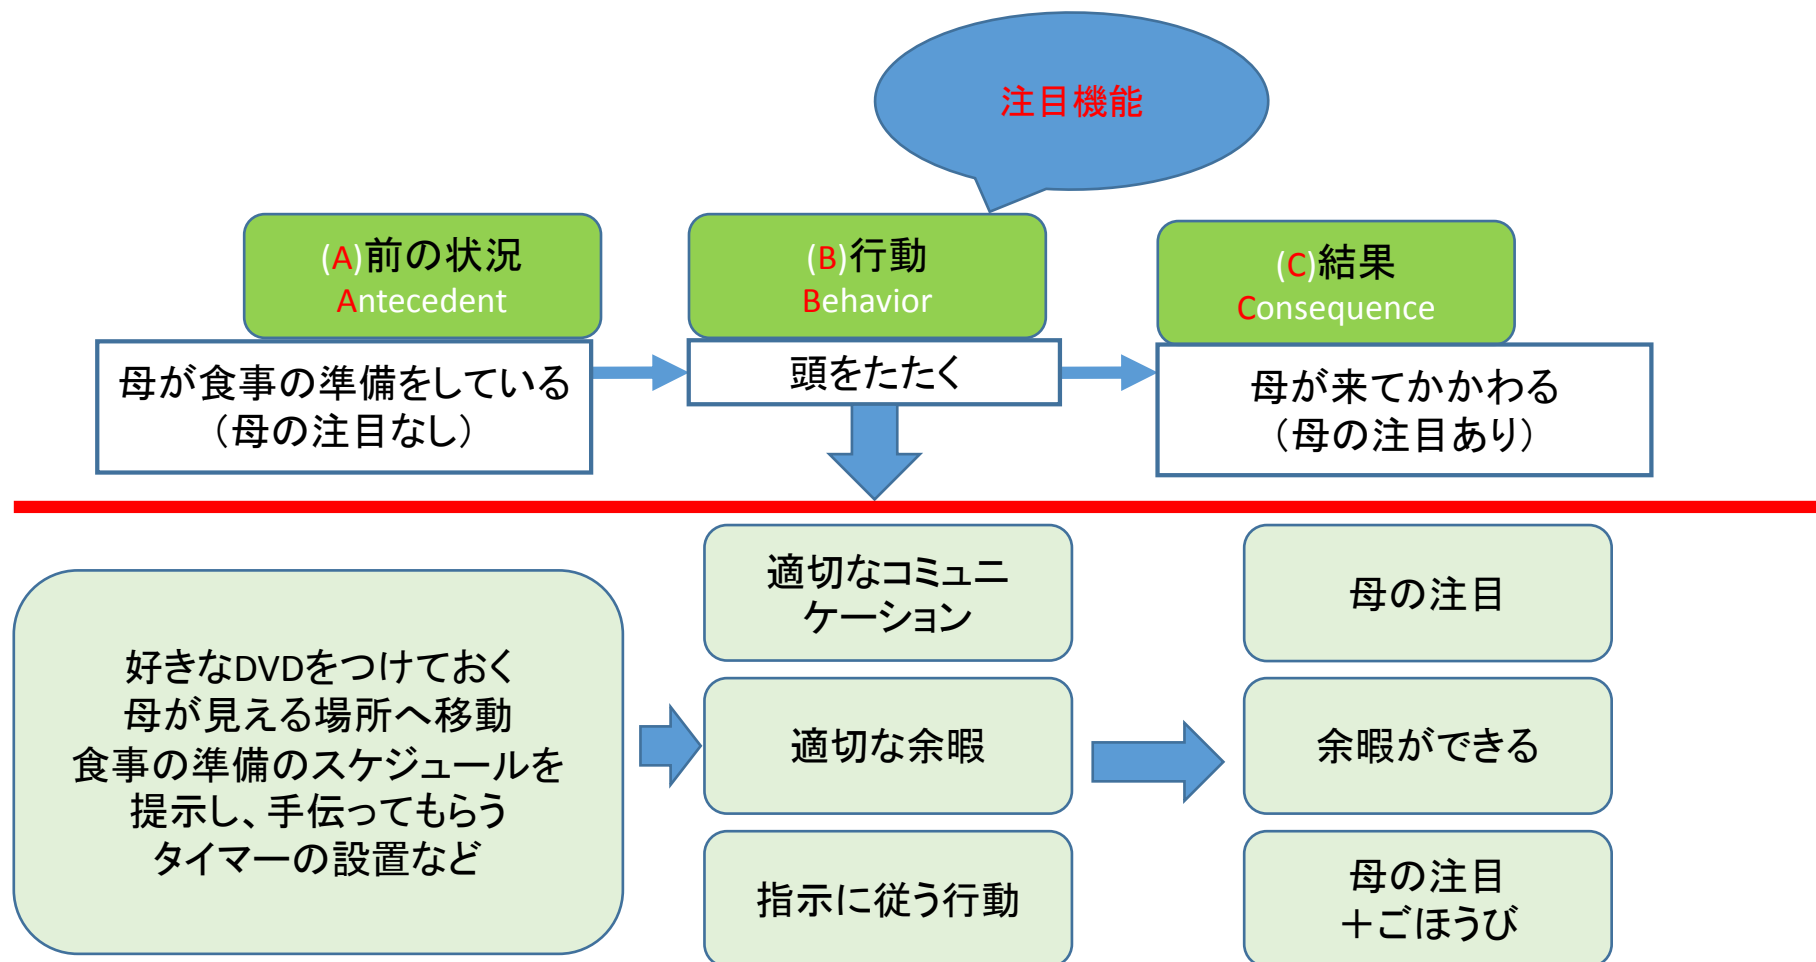 注目機能
(A)前の状況
Antecedent
母が食事の準備をしている
（母の注目なし）
(B)行動
Behavior
頭をたたく
(C)結果
Consequence
母が来てかかわる
（母の注目あり）
好きなDVDをつけておく
母が見える場所へ移動
食事の準備のスケジュールを
提示し、手伝ってもらう
タイマーの設置など
適切なコミュニ
ケーション
適切な余暇
指示に従う行動
母の注目
余暇ができる
母の注目
＋ごほうび